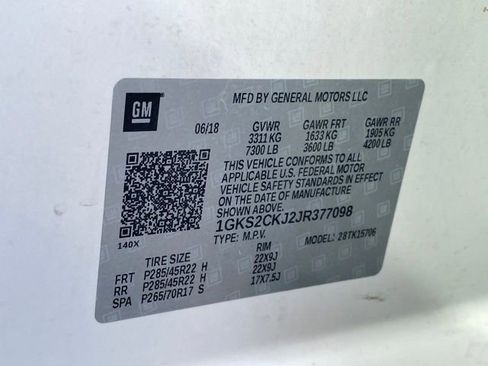 GM
MFD BY GENERAL MOTORS LLC
06/18 GVWR GAWR FRT GAWR RR
3311 KG 1633 KG 1905 KG
7300 LB 3600 LB 4200 LB
THIS VEHICLE CONFORMS TO ALL
APPLICABLE U.S. FEDERAL MOTOR
VEHICLE SAFETY STANDARDS IN EFFECT
ON THE DATE OF MANUFACTURE
SHOWN ABOVE.
1GKS2CKJ2JR377098
TYPE: M.P.V. MODEL: 28TK15706
140X
TIRE SIZE RIM
FRT P285/45R22 H 22X9J
RR P285/45R22 H 22X9J
SPA P265/70R17 S 17X7.5J